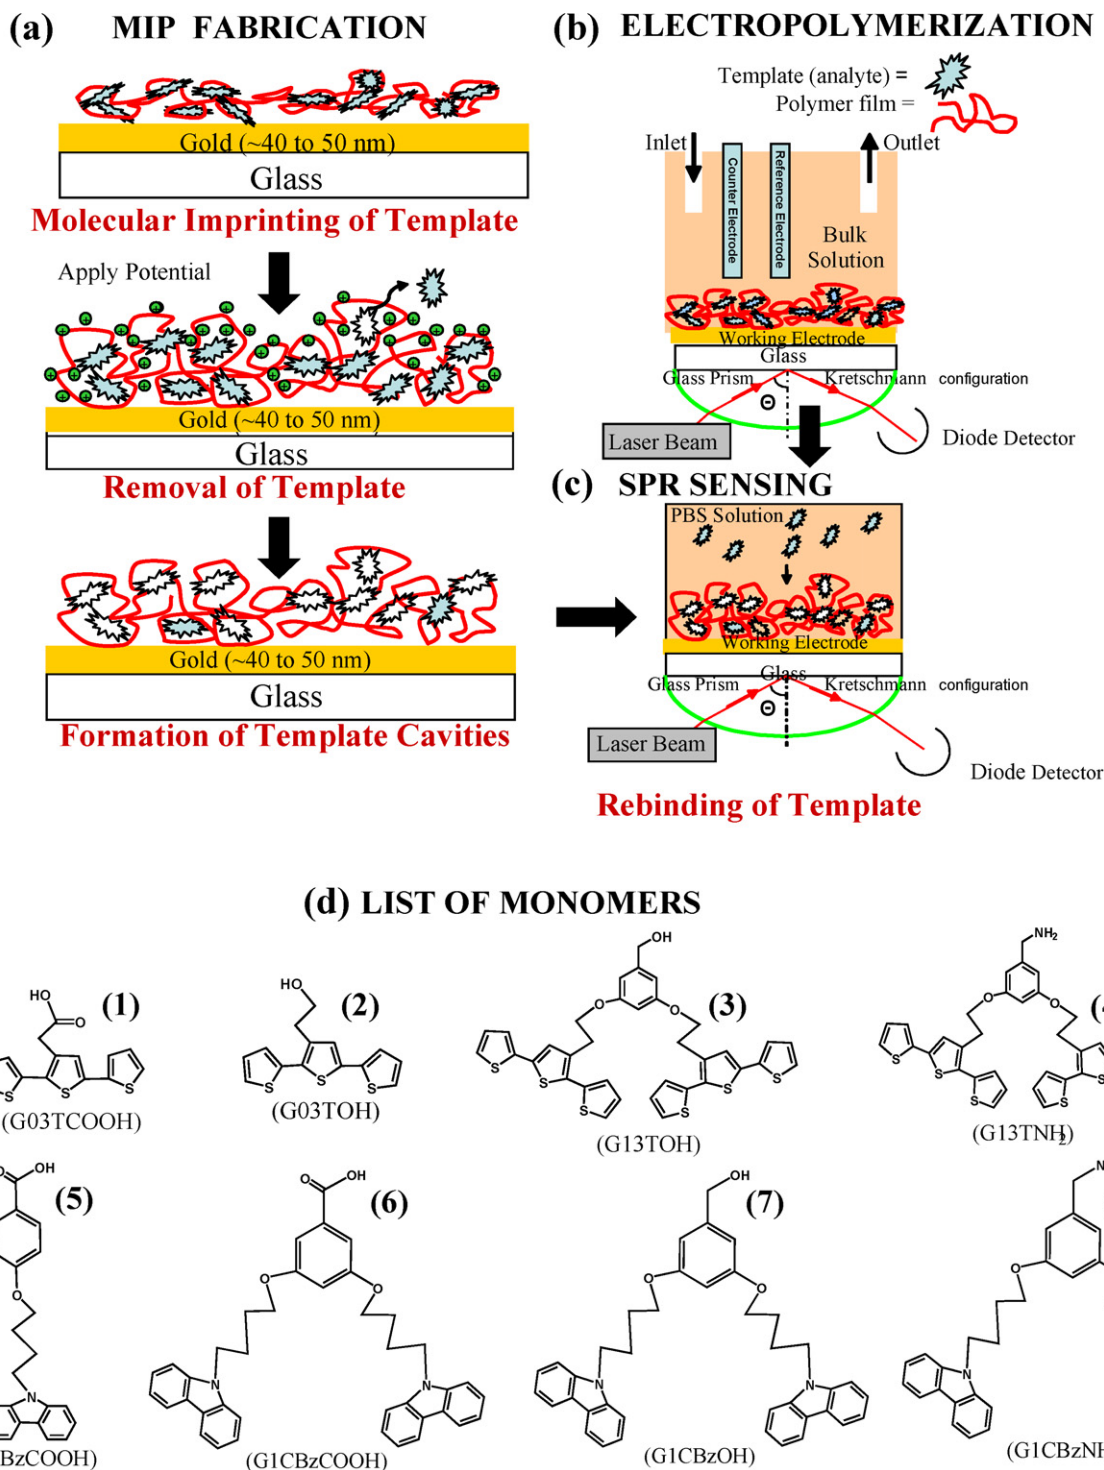 (a) MIP FABRICATION
Gold (~40 to 50 nm)
Glass
Molecular Imprinting of Template
Apply Potential
Gold (~40 to 50 nm)
Glass
Removal of Template
Gold (~40 to 50 nm)
Glass
Formation of Template Cavities
(b) ELECTROPOLYMERIZATION
Template (analyte) =
Polymer film =
Inlet
Outlet
Counter Electrode
Reference Electrode
Bulk
Solution
Working Electrode
Glass
Glass Prism
Kretschmann configuration
Θ
Laser Beam
Diode Detector
(c) SPR SENSING
PBS Solution
Working Electrode
Glass
Glass Prism
Kretschmann configuration
Θ
Laser Beam
Diode Detector
Rebinding of Template
(d) LIST OF MONOMERS
HO
O
S
S
S
(1)
(G03TCOOH)
HO
S
S
S
(2)
(G03TOH)
OH
O
O
S
S
S
S
S
S
(3)
(G13TOH)
NH2
O
O
S
S
S
S
S
(G13TNH2)
O
OH
O
N
(5)
BzCOOH)
O
OH
O
O
N
N
(6)
(G1CBzCOOH)
OH
O
O
N
N
(7)
(G1CBzOH)
O
N
(G1CBzNH